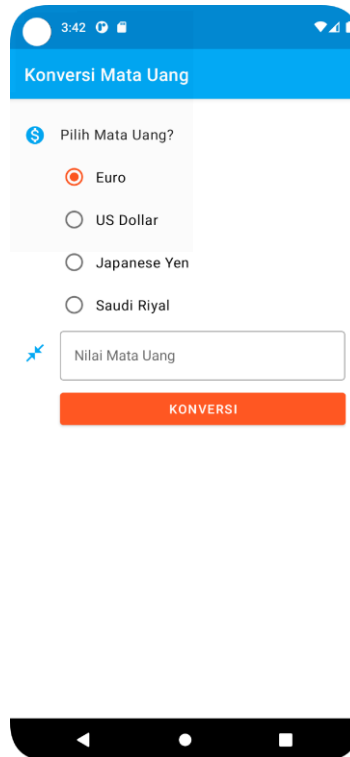 3:42
Konversi Mata Uang
Pilih Mata Uang?
Euro
US Dollar
Japanese Yen
Saudi Riyal
Nilai Mata Uang
KONVERSI